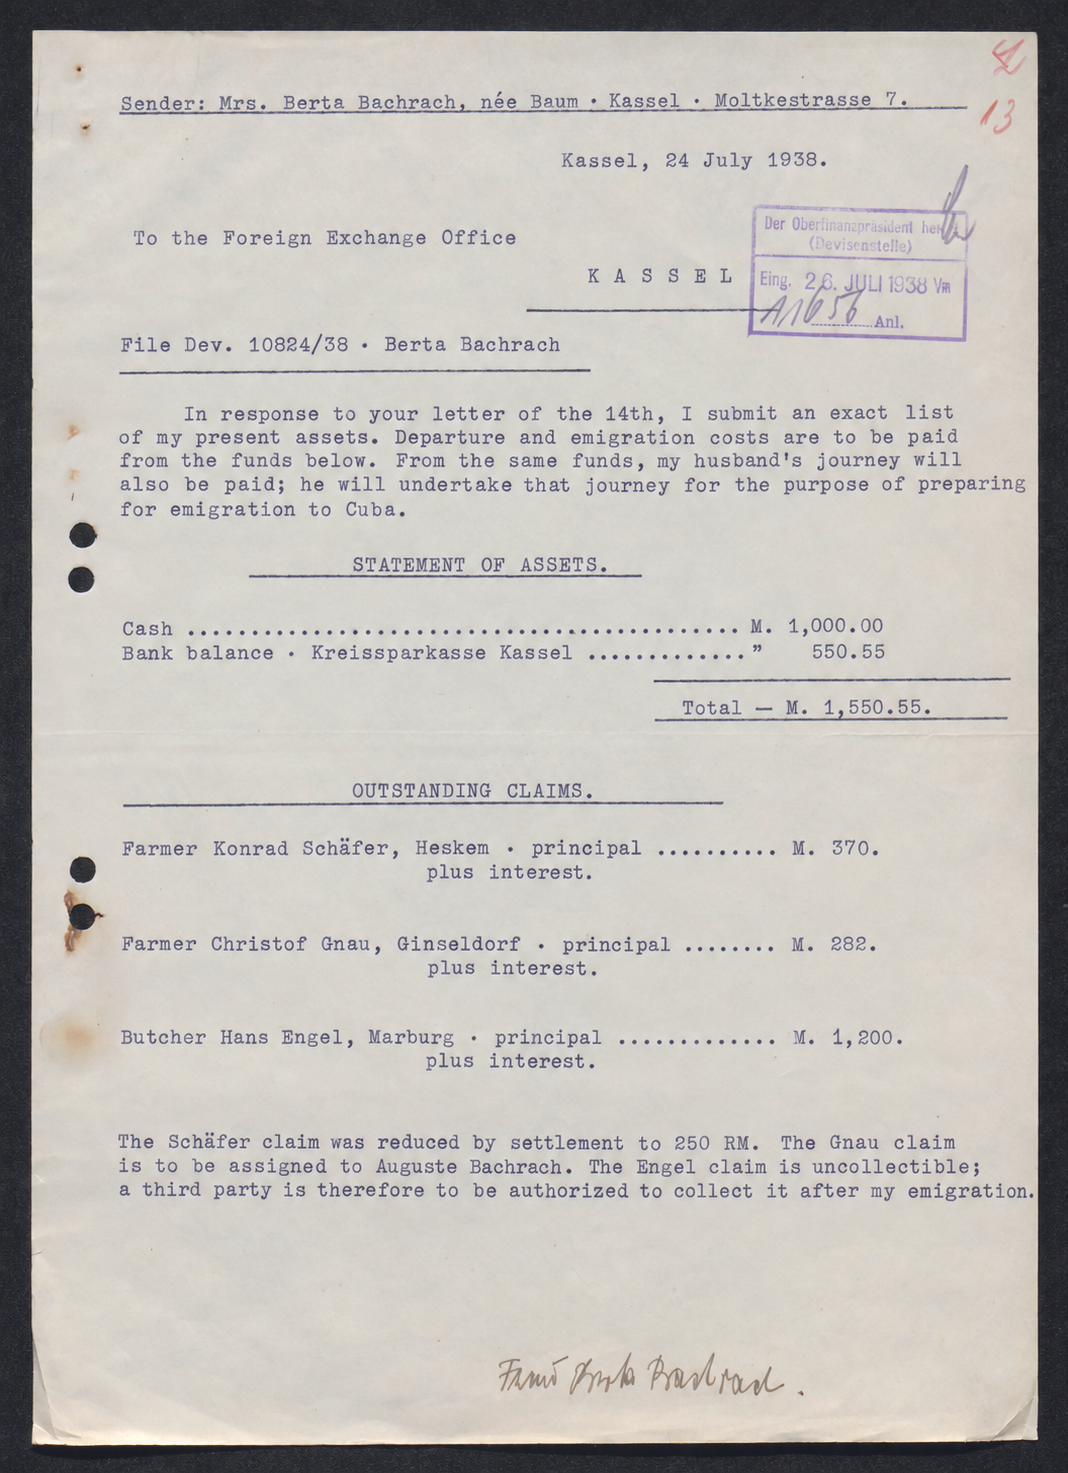 42
13
Sender: Mrs. Berta Bachrach, née Baum · Kassel · Moltkestrasse 7.
Kassel, 24 July 1938.
To the Foreign Exchange Office
K A S S E L
Der Oberfinanzpräsident
(Devisenstelle)
Eing. 26. JULI 1938 Vm
Anl.
File Dev. 10824/38 · Berta Bachrach
In response to your letter of the 14th, I submit an exact list
of my present assets. Departure and emigration costs are to be paid
from the funds below. From the same funds, my husband's journey will
also be paid; he will undertake that journey for the purpose of preparing
for emigration to Cuba.
STATEMENT OF ASSETS.
Cash ............................................ M. 1,000.00
Bank balance · Kreissparkasse Kassel ............. " 550.55
Total — M. 1,550.55.
OUTSTANDING CLAIMS.
Farmer Konrad Schäfer, Heskem · principal .......... M. 370.
plus interest.
Farmer Christof Gnau, Ginseldorf · principal ........ M. 282.
plus interest.
Butcher Hans Engel, Marburg · principal ............. M. 1,200.
plus interest.
The Schäfer claim was reduced by settlement to 250 RM. The Gnau claim
is to be assigned to Auguste Bachrach. The Engel claim is uncollectible;
a third party is therefore to be authorized to collect it after my emigration.
Frau Berta Bachrach.